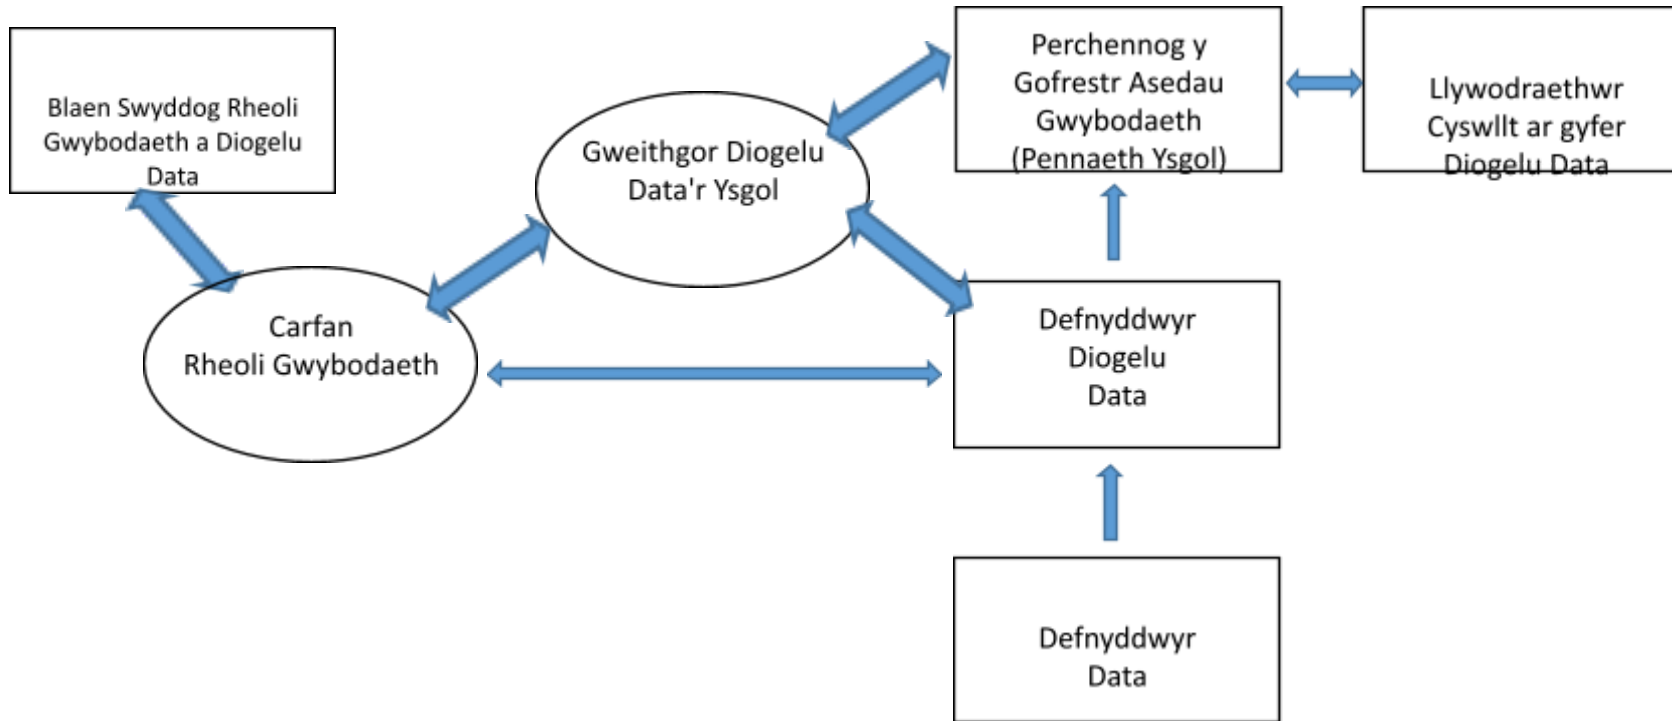 Blaen Swyddog Rheoli
Gwybodaeth a Diogelu
Data
Gweithgor Diogelu
Data'r Ysgol
Perchennog y
Gofrestr Asedau
Gwybodaeth
(Pennaeth Ysgol)
Llywodraethwr
Cyswllt ar gyfer
Diogelu Data
Carfan
Rheoli Gwybodaeth
Defnyddwyr
Diogelu
Data
Defnyddwyr
Data